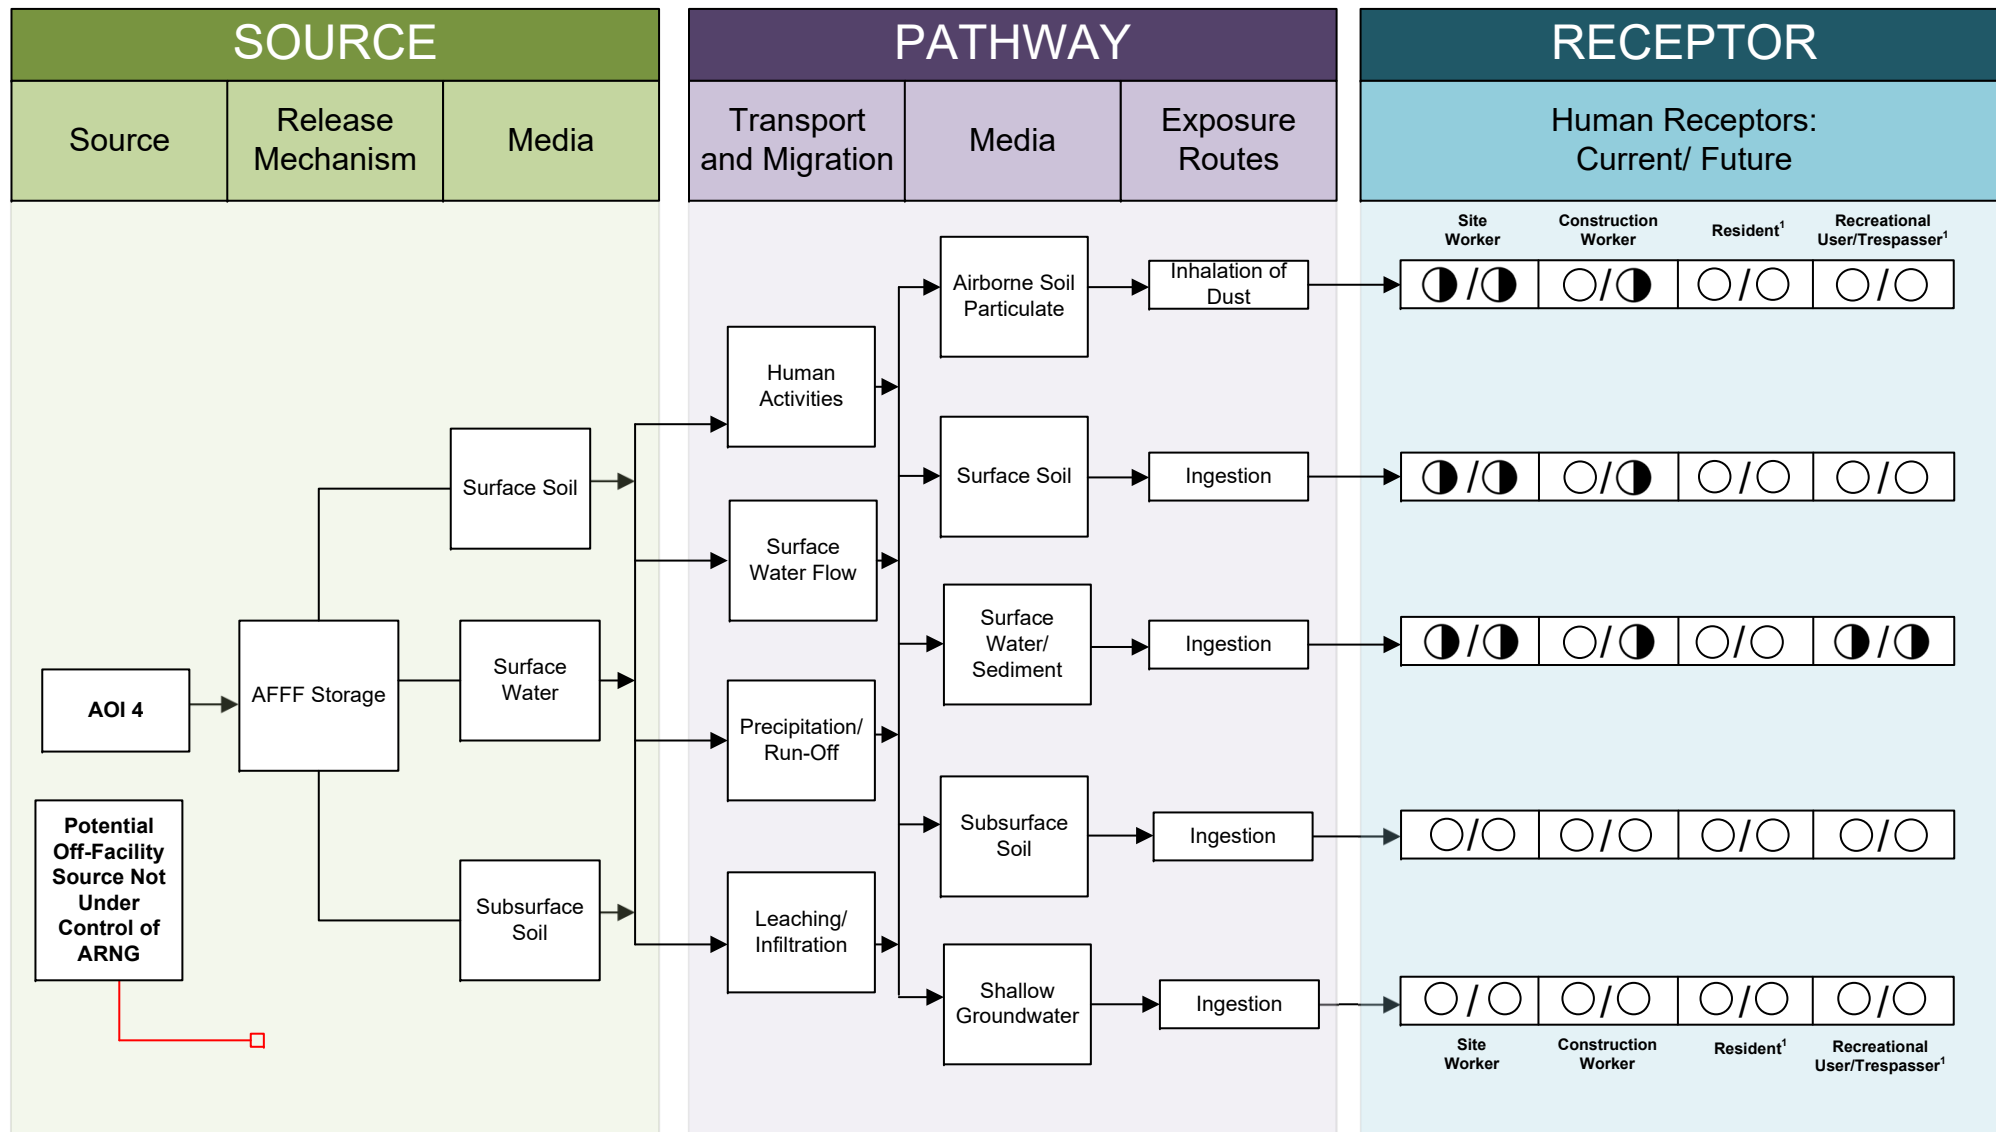 SOURCE
PATHWAY
RECEPTOR
Source
Release
Mechanism
Media
Transport
and Migration
Media
Exposure
Routes
Human Receptors:
Current/ Future
Site
Worker
Construction
Worker
Resident¹
Recreational
User/Trespasser¹
AOI 4
Potential
Off-Facility
Source Not
Under
Control of
ARNG
AFFF Storage
Surface Soil
Surface
Water
Subsurface
Soil
Human
Activities
Surface
Water Flow
Precipitation/
Run-Off
Leaching/
Infiltration
Airborne Soil
Particulate
Surface Soil
Surface
Water/
Sediment
Subsurface
Soil
Shallow
Groundwater
Inhalation of
Dust
Ingestion
Ingestion
Ingestion
Ingestion
/ / / /
/ / / /
/ / / /
/ / / /
/ / / /
Site
Worker
Construction
Worker
Resident¹
Recreational
User/Trespasser¹